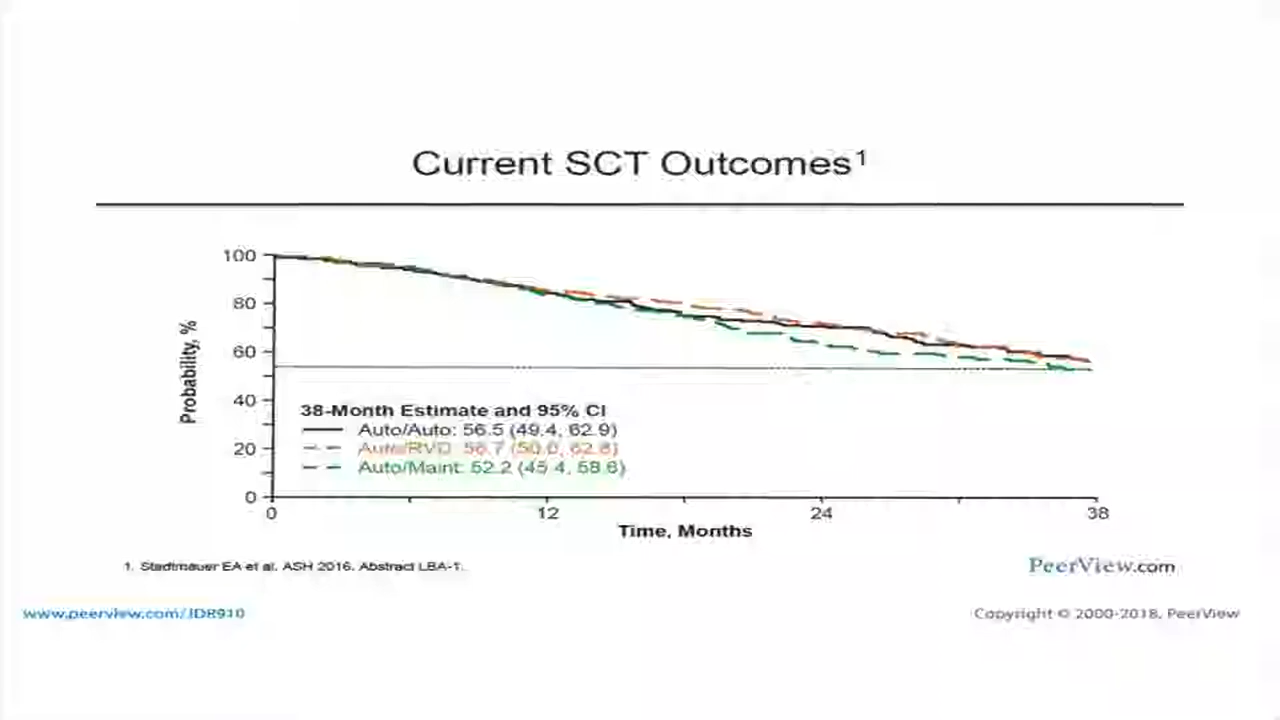 Current SCT Outcomes¹
100
80
60
40
20
0
Probability, %
38-Month Estimate and 95% CI
Auto/Auto: 56.5 (49.4, 62.9)
Auto/RVD: 56.7 (50.0, 62.8)
Auto/Maint: 52.2 (45.4, 58.6)
0 12 24 38
Time, Months
1. Stadtmauer EA et al. ASH 2016. Abstract LBA-1.
PeerView.com
www.peerview.com/JDR910
Copyright © 2000-2018, PeerView